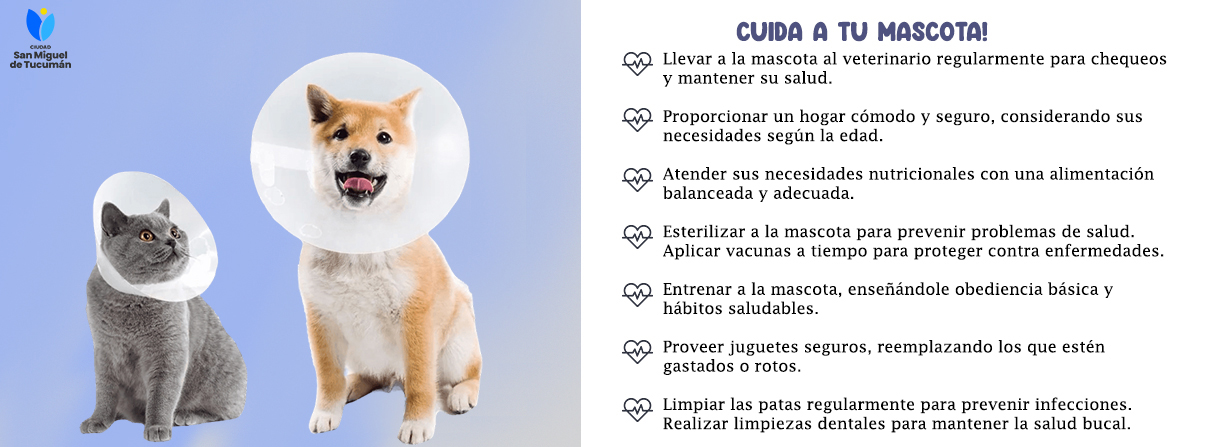 CIUDAD
San Miguel
de Tucumán
CUIDA A TU MASCOTA!
Llevar a la mascota al veterinario regularmente para chequeos
y mantener su salud.
Proporcionar un hogar cómodo y seguro, considerando sus
necesidades según la edad.
Atender sus necesidades nutricionales con una alimentación
balanceada y adecuada.
Esterilizar a la mascota para prevenir problemas de salud.
Aplicar vacunas a tiempo para proteger contra enfermedades.
Entrenar a la mascota, enseñándole obediencia básica y
hábitos saludables.
Proveer juguetes seguros, reemplazando los que estén
gastados o rotos.
Limpiar las patas regularmente para prevenir infecciones.
Realizar limpiezas dentales para mantener la salud bucal.